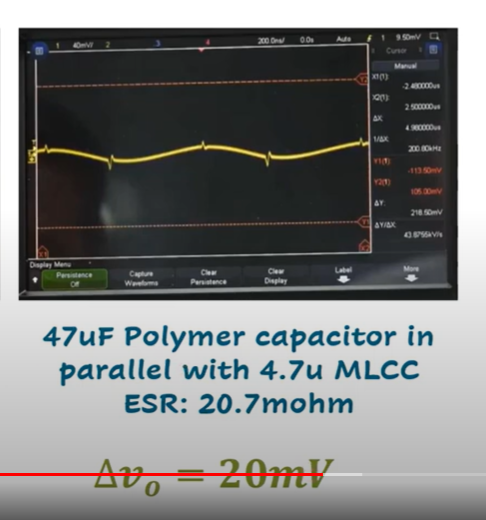 1 40mV/ 2 3 4 200.0ns/ 0.0s Auto 1 9.50mV
Cursor
Manual
X1(1):
-2.480000us
X2(1):
2.500000us
ΔX:
4.980000us
1/ΔX:
200.80kHz
Y1(1):
-113.50mV
Y2(1):
105.00mV
ΔY:
218.50mV
ΔY/ΔX:
43.8755kV/s
Display Menu
Persistence
Off
Capture
Waveforms
Clear
Persistence
Clear
Display
Label
More
47uF Polymer capacitor in
parallel with 4.7u MLCC
ESR: 20.7mohm
Δvₒ = 20mV